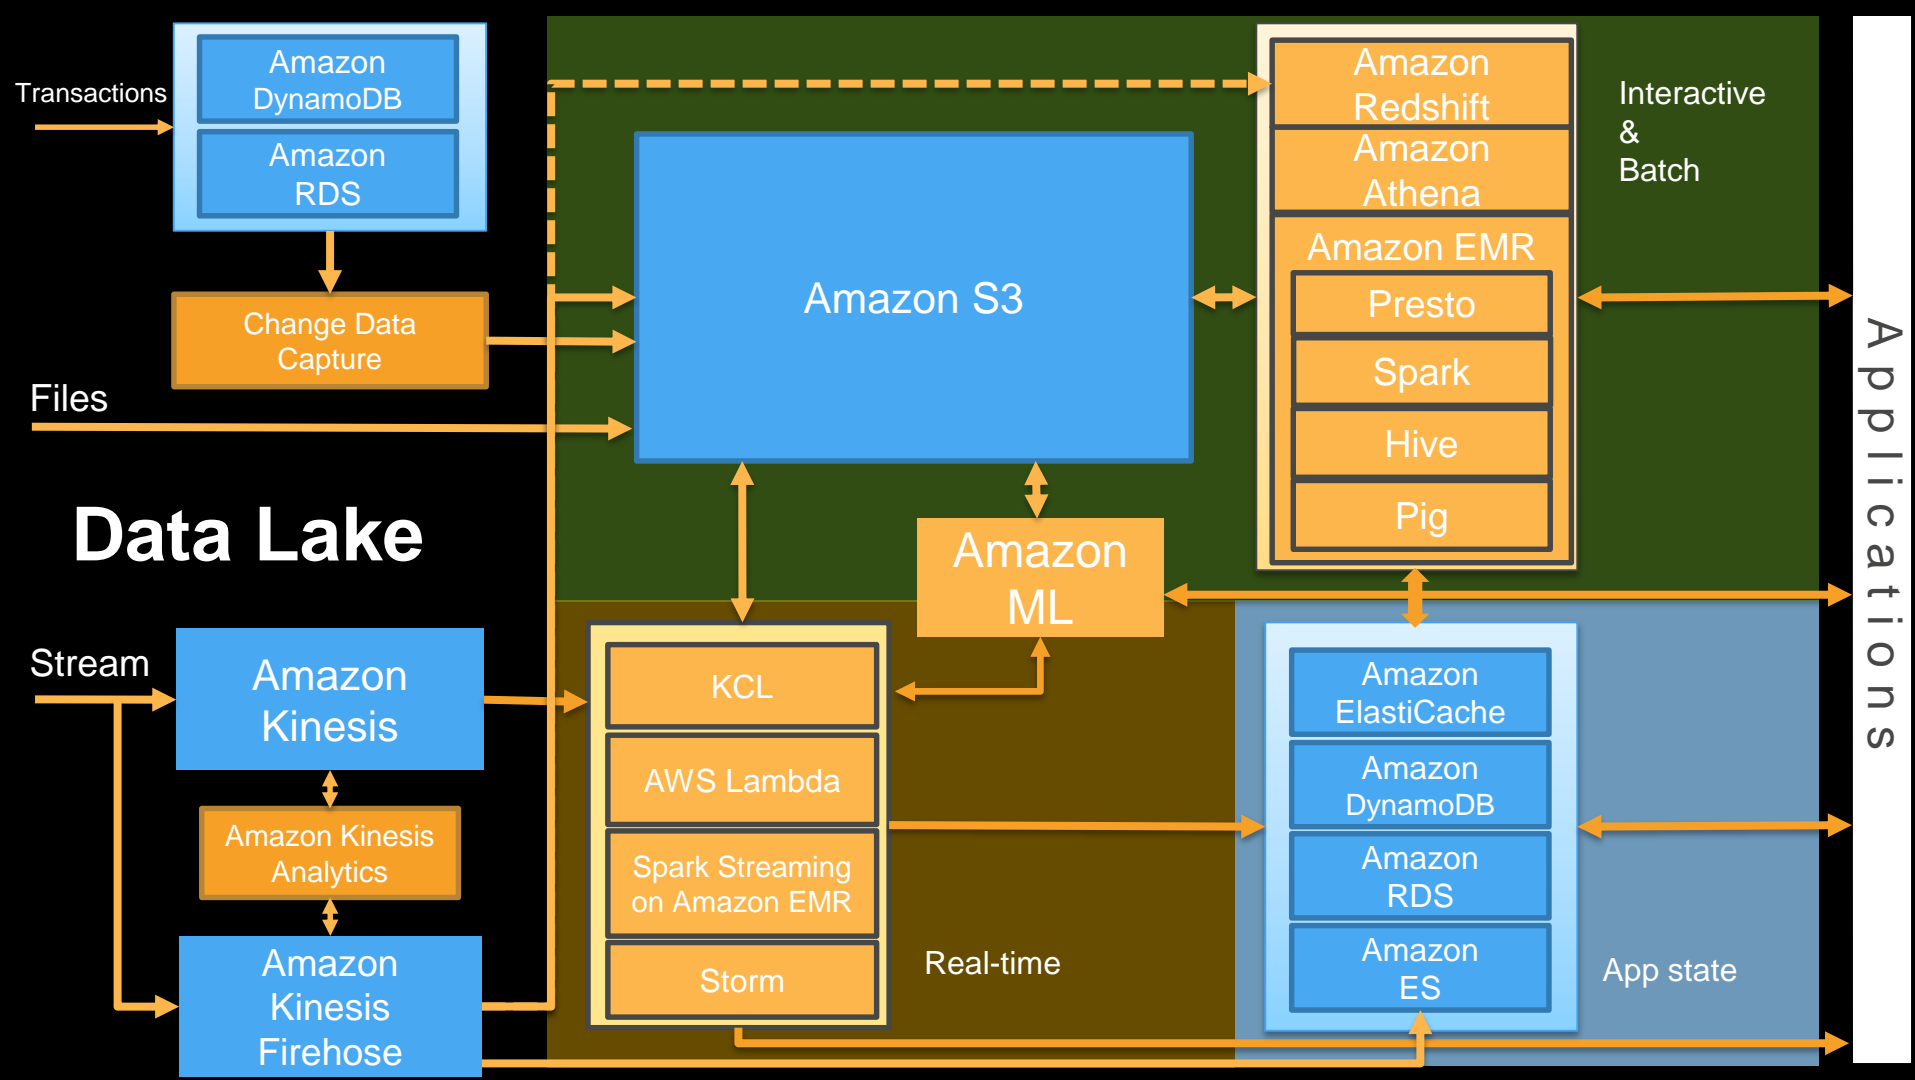 Transactions
Amazon
DynamoDB
Amazon
RDS
Change Data
Capture
Files
Data Lake
Stream
Amazon
Kinesis
Amazon Kinesis
Analytics
Amazon
Kinesis
Firehose
Amazon S3
Amazon
ML
KCL
AWS Lambda
Spark Streaming
on Amazon EMR
Storm
Real-time
Amazon
Redshift
Amazon
Athena
Amazon EMR
Presto
Spark
Hive
Pig
Interactive
&
Batch
Amazon
ElastiCache
Amazon
DynamoDB
Amazon
RDS
Amazon
ES
App state
Applications